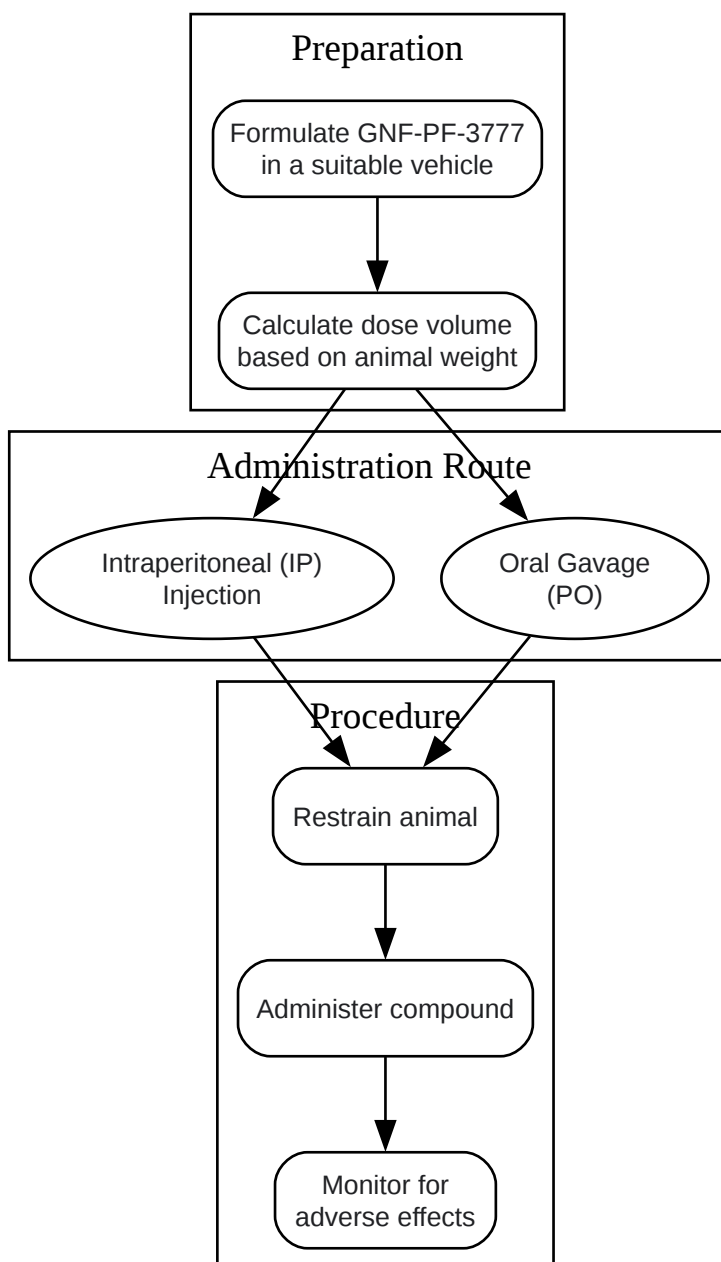 Preparation
Formulate GNF-PF-3777
in a suitable vehicle
Calculate dose volume
based on animal weight
Administration Route
Intraperitoneal (IP)
Injection
Oral Gavage
(PO)
Procedure
Restrain animal
Administer compound
Monitor for
adverse effects